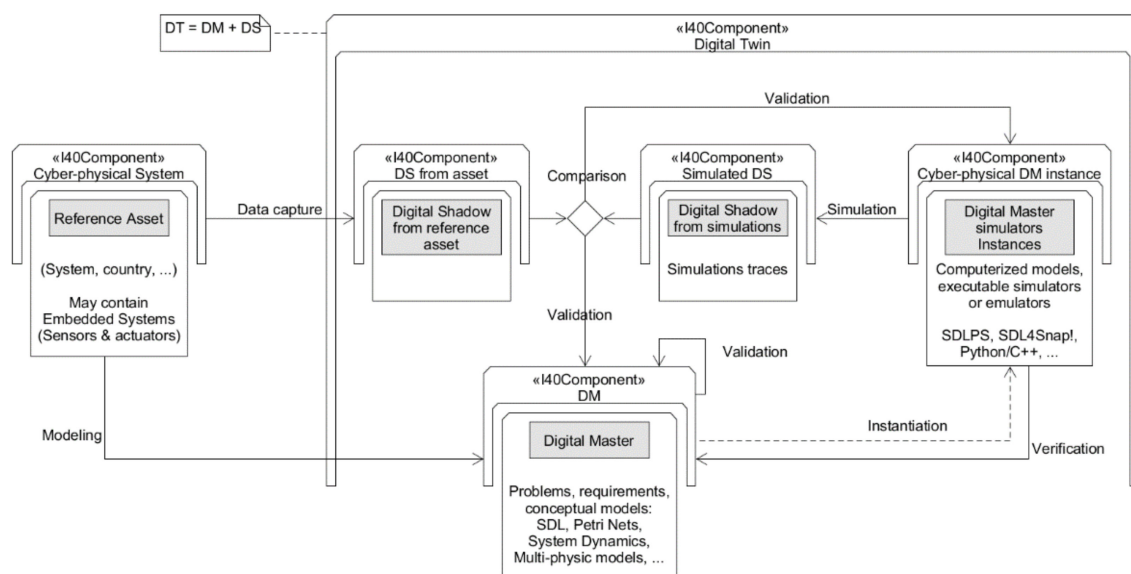 DT = DM + DS
«I40Component»
Digital Twin
Validation
«I40Component»
Cyber-physical System
Reference Asset
(System, country, ...)
May contain
Embedded Systems
(Sensors & actuators)
Data capture
«I40Component»
DS from asset
Digital Shadow
from reference
asset
Comparison
«I40Component»
Simulated DS
Digital Shadow
from simulations
Simulations traces
Simulation
«I40Component»
Cyber-physical DM instance
Digital Master
simulators
Instances
Computerized models,
executable simulators
or emulators
SDLPS, SDL4Snap!,
Python/C++, ...
Validation
Validation
«I40Component»
DM
Modeling
Digital Master
Instantiation
Verification
Problems, requirements,
conceptual models:
SDL, Petri Nets,
System Dynamics,
Multi-physic models, ...